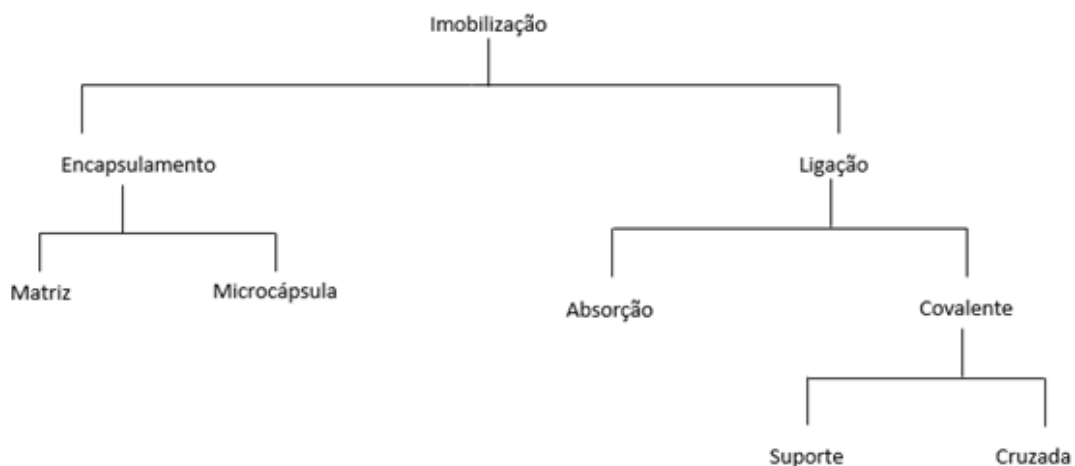 Imobilização
Encapsulamento
Ligação
Matriz
Microcápsula
Absorção
Covalente
Suporte
Cruzada